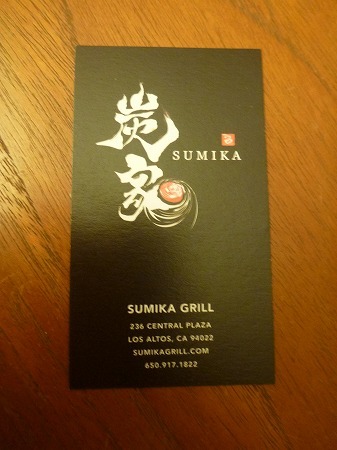 炭家
SUMIKA
SUMIKA GRILL
236 CENTRAL PLAZA
LOS ALTOS, CA 94022
SUMIKAGRILL.COM
650.917.1822